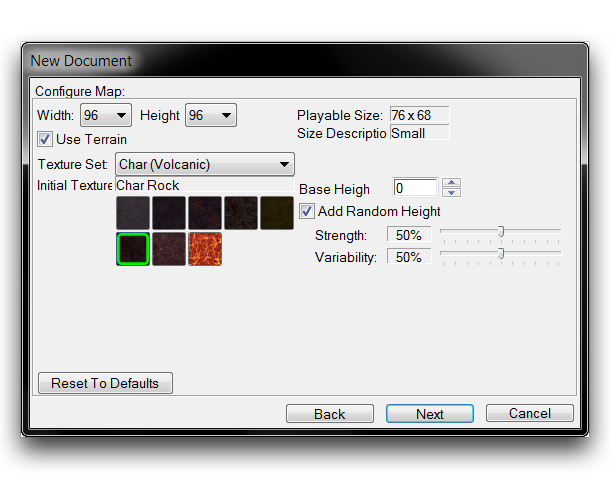 New Document
Configure Map:
Width: 96 Height 96 Playable Size: 76 x 68
Use Terrain Size Descriptio Small
Texture Set: Char (Volcanic)
Initial Texture Char Rock Base Heigh 0
Add Random Height
Strength: 50%
Variability: 50%
Reset To Defaults
Back Next Cancel